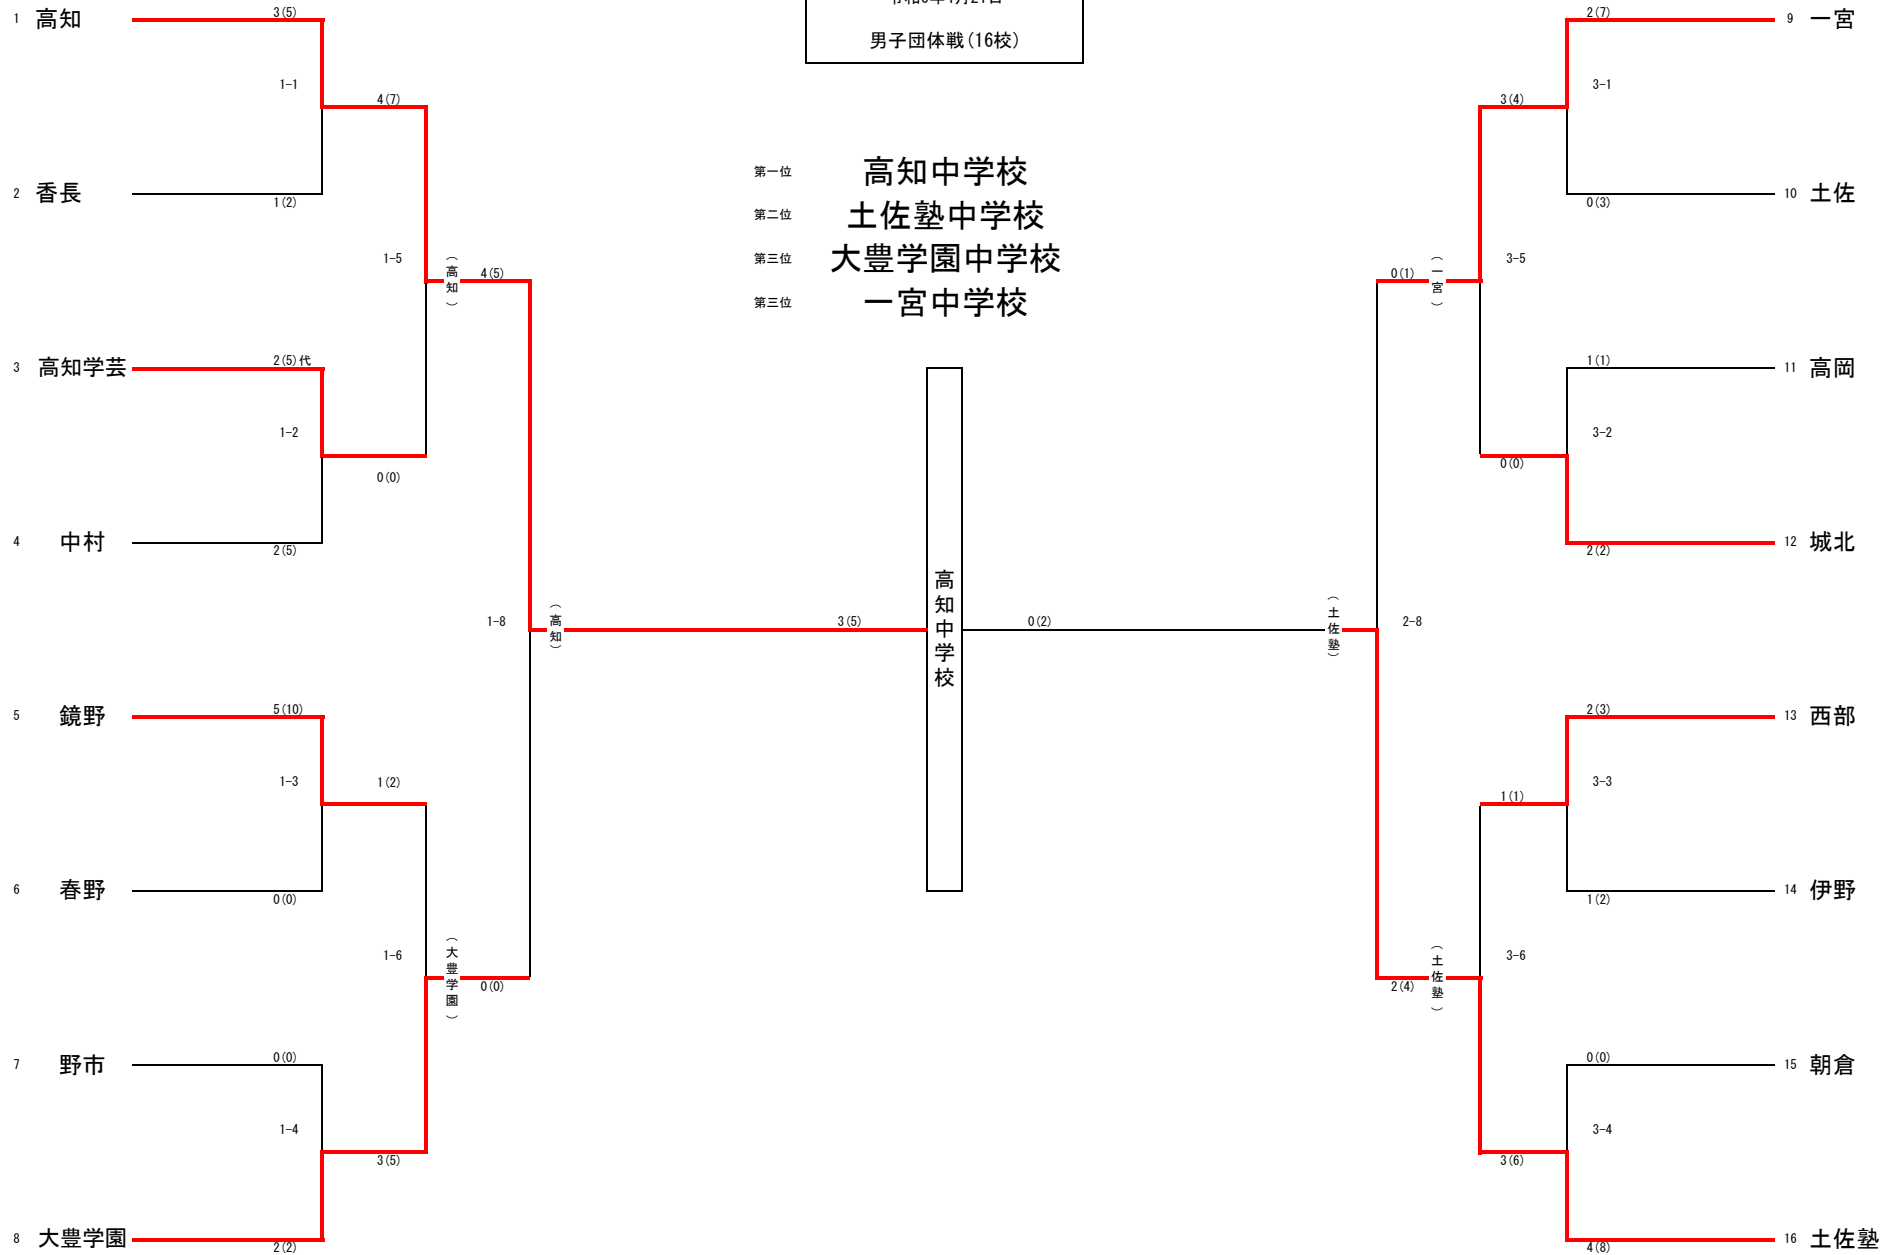 男子団体戦(16校)
第一位 高知中学校
第二位 土佐塾中学校
第三位 大豊学園中学校
第三位 一宮中学校
1 高知 3(5)
1-1
4(7)
2 香長 1(2)
1-5
(高知)
4(5)
3 高知学芸 2(5)代
1-2
0(0)
4 中村 2(5)
1-8
(高知)
3(5)
5 鏡野 5(10)
1-3
1(2)
6 春野 0(0)
1-6
(大豊学園)
0(0)
7 野市 0(0)
1-4
3(5)
8 大豊学園 2(2)
高知中学校
0(2)
(土佐塾)
2-8
2(7) 9 一宮
3-1
3(4)
0(3) 10 土佐
0(1)
(一宮)
3-5
1(1) 11 高岡
3-2
0(0)
2(2) 12 城北
2(3) 13 西部
3-3
1(1)
1(2) 14 伊野
2(4)
(土佐塾)
3-6
0(0) 15 朝倉
3-4
3(6)
4(8) 16 土佐塾